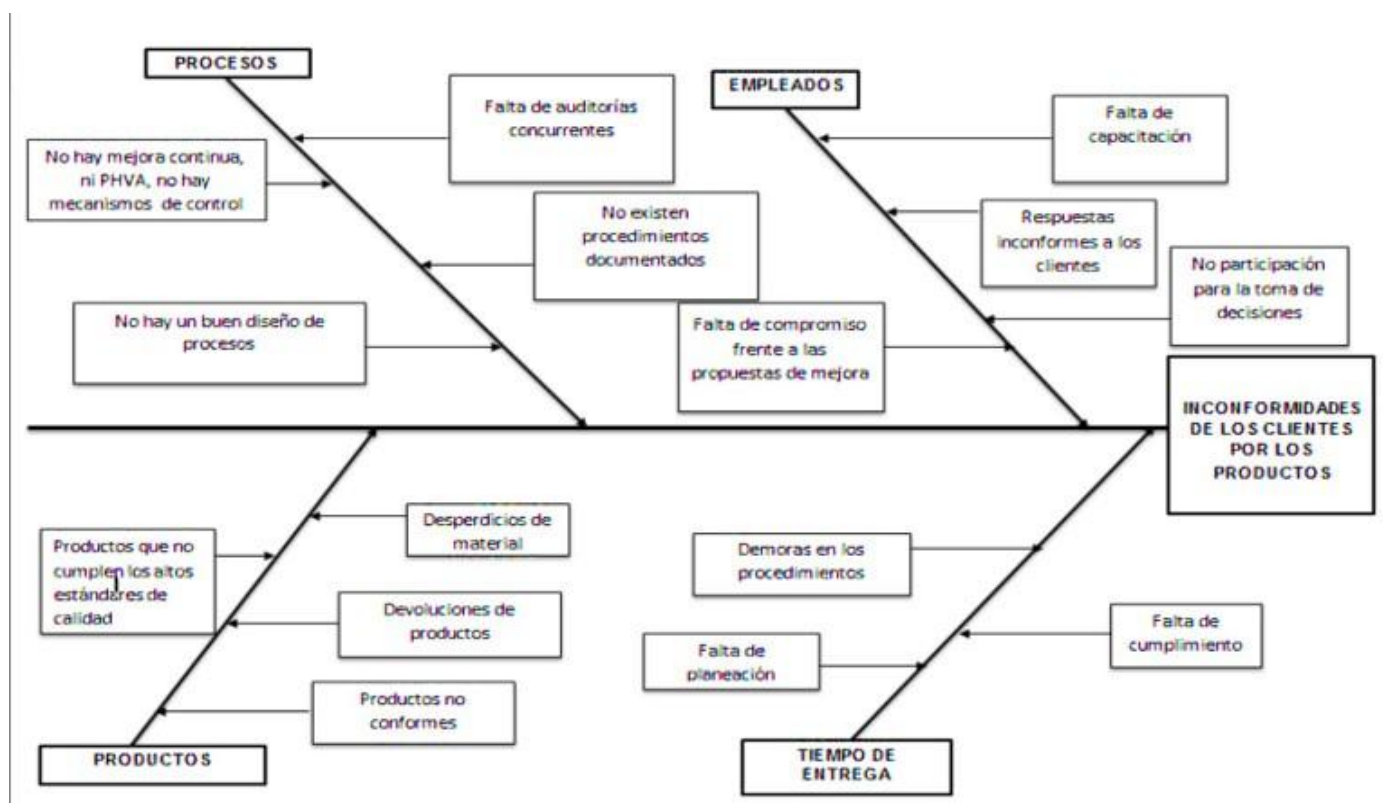 PROCESOS
Falta de auditorías
concurrentes
No hay mejora continua,
ni PHVA, no hay
mecanismos de control
No existen
procedimientos
documentados
No hay un buen diseño de
procesos
EMPLEADOS
Falta de
capacitación
Respuestas
inconformes a los
clientes
No participación
para la toma de
decisiones
Falta de compromiso
frente a las
propuestas de mejora
INCONFORMIDADES
DE LOS CLIENTES
POR LOS
PRODUCTOS
Desperdicios de
material
Productos que no
cumplen los altos
estándares de
calidad
Devoluciones de
productos
Productos no
conformes
PRODUCTOS
Demoras en los
procedimientos
Falta de
cumplimiento
Falta de
planeación
TIEMPO DE
ENTREGA